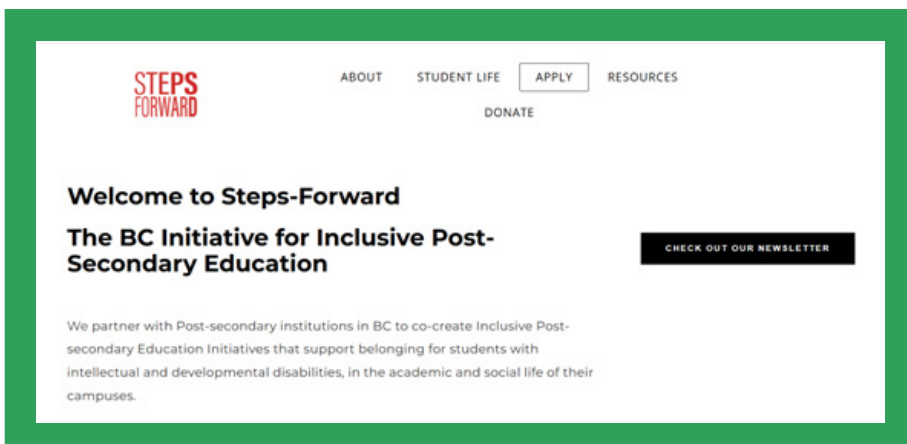 STEPS
FORWARD
ABOUT STUDENT LIFE APPLY RESOURCES
DONATE
Welcome to Steps-Forward
The BC Initiative for Inclusive Post-
Secondary Education
CHECK OUT OUR NEWSLETTER
We partner with Post-secondary institutions in BC to co-create Inclusive Post-
secondary Education Initiatives that support belonging for students with
intellectual and developmental disabilities, in the academic and social life of their
campuses.